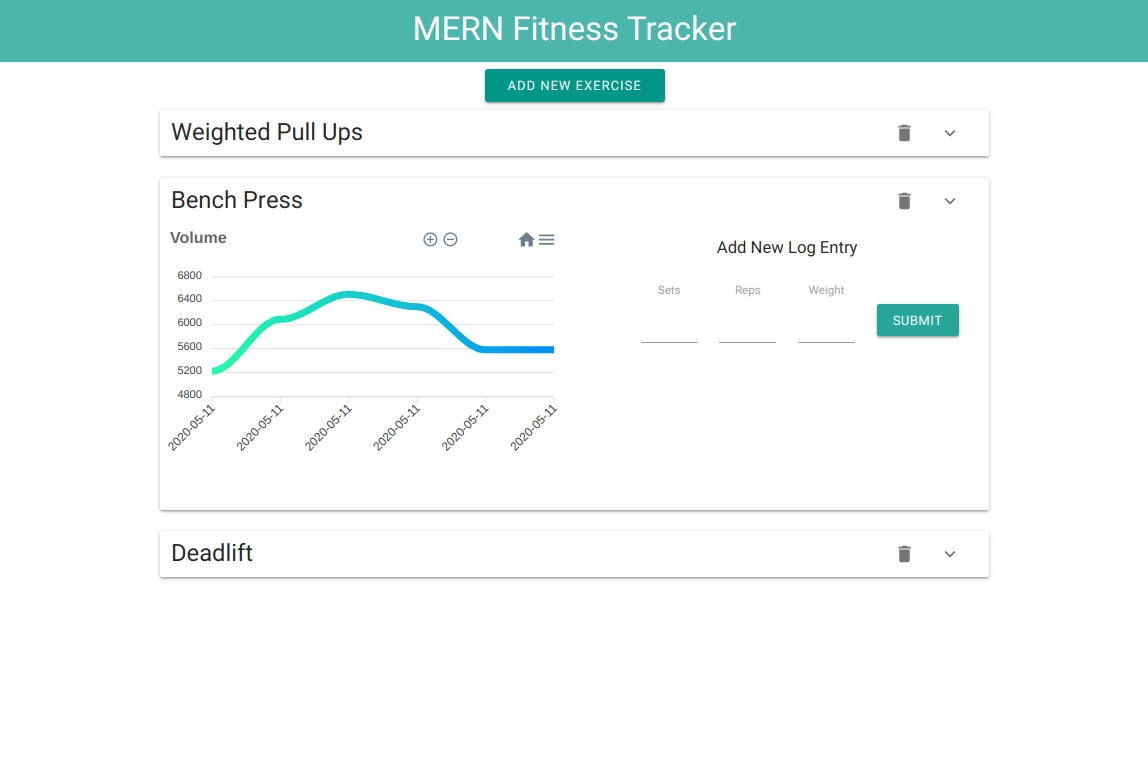 MERN Fitness Tracker
ADD NEW EXERCISE
Weighted Pull Ups
Bench Press
Volume
6800
6400
6000
5600
5200
4800
2020-05-11 2020-05-11 2020-05-11 2020-05-11 2020-05-11 2020-05-11
Add New Log Entry
Sets Reps Weight
SUBMIT
Deadlift